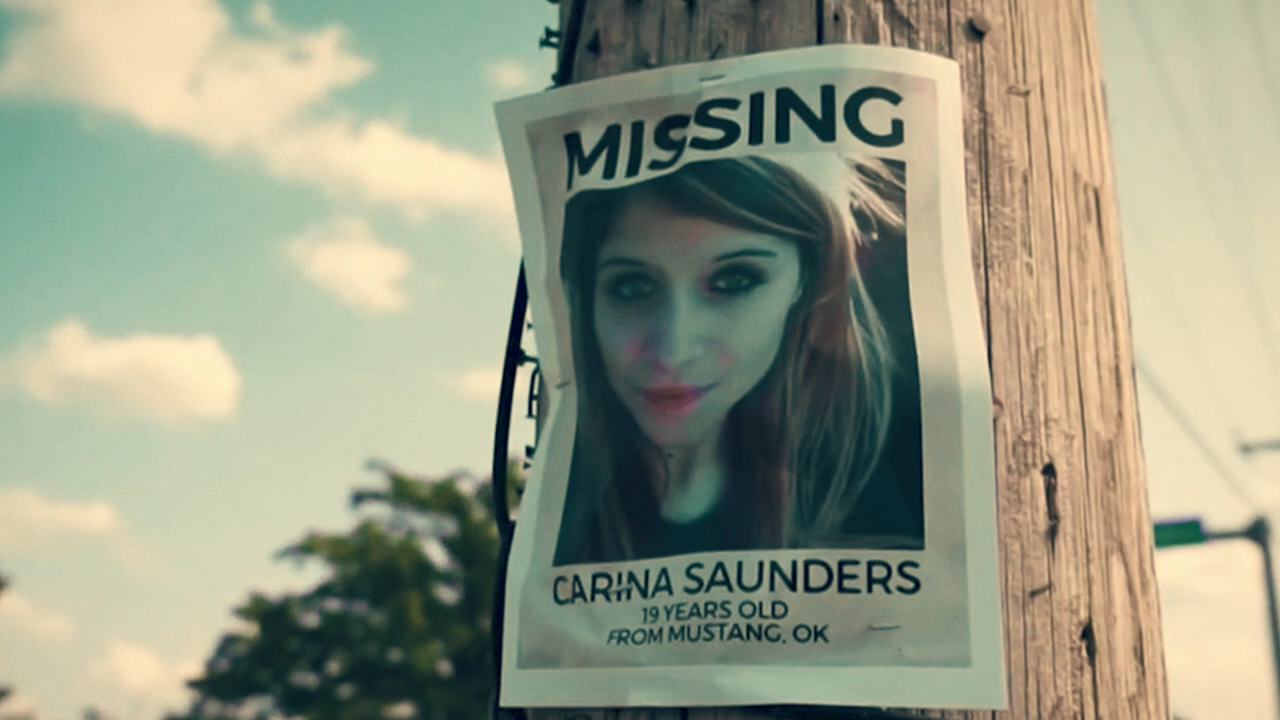 MISSING
CARINA SAUNDERS
19 YEARS OLD
FROM MUSTANG, OK